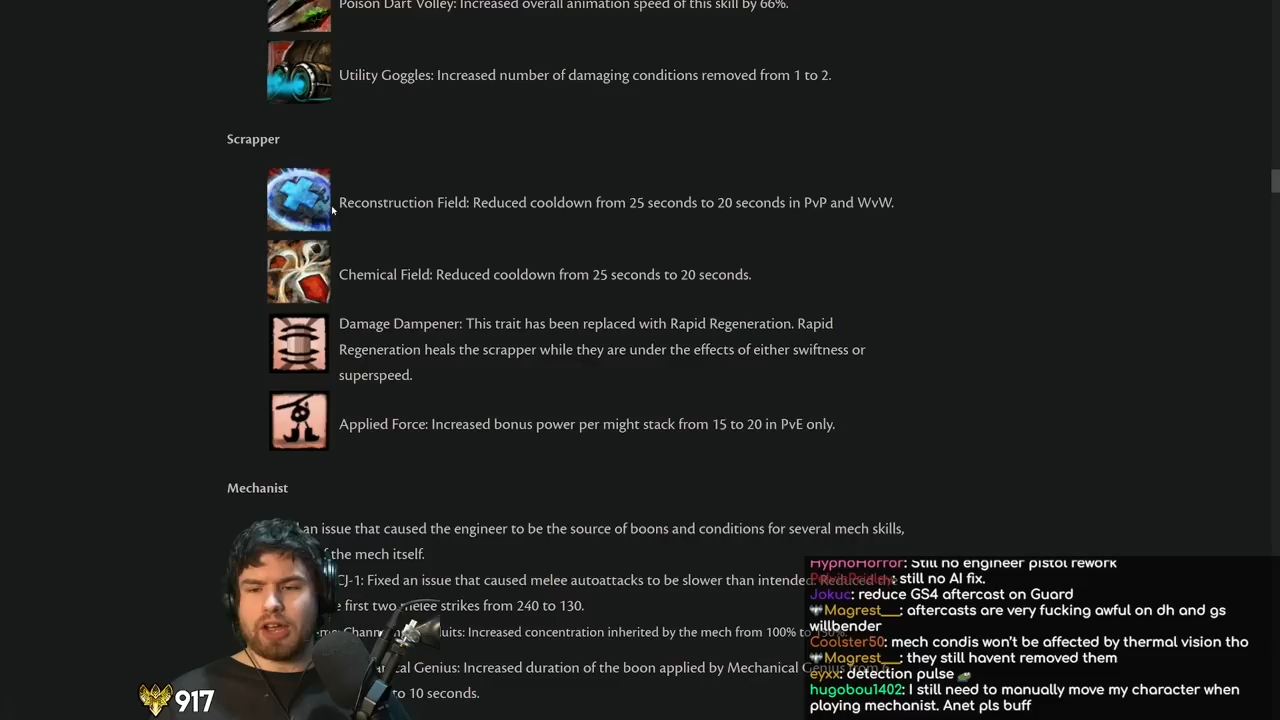 Poison Dart Volley: Increased overall animation speed of this skill by 66%.
Utility Goggles: Increased number of damaging conditions removed from 1 to 2.
Scrapper
Reconstruction Field: Reduced cooldown from 25 seconds to 20 seconds in PvP and WvW.
Chemical Field: Reduced cooldown from 25 seconds to 20 seconds.
Damage Dampener: This trait has been replaced with Rapid Regeneration. Rapid
Regeneration heals the scrapper while they are under the effects of either swiftness or
superspeed.
Applied Force: Increased bonus power per might stack from 15 to 20 in PvE only.
Mechanist
an issue that caused the engineer to be the source of boons and conditions for several mech skills,
the mech itself.
CJ-1: Fixed an issue that caused melee autoattacks to be slower than intended. Reduced the
first two melee strikes from 240 to 130.
Increased concentration inherited by the mech from 100% to 150%.
Genius: Increased duration of the boon applied by Mechanical Genius from
to 10 seconds.
HypnoHorror: Still no engineer pistol rework
still no AI fix.
Jokuc: reduce GS4 aftercast on Guard
Magrest___: aftercasts are very fucking awful on dh and gs
willbender
Coolster50: mech condis won't be affected by thermal vision tho
Magrest___: they still havent removed them
eyxx: detection pulse
hugobou1402: I still need to manually move my character when
playing mechanist. Anet pls buff
917